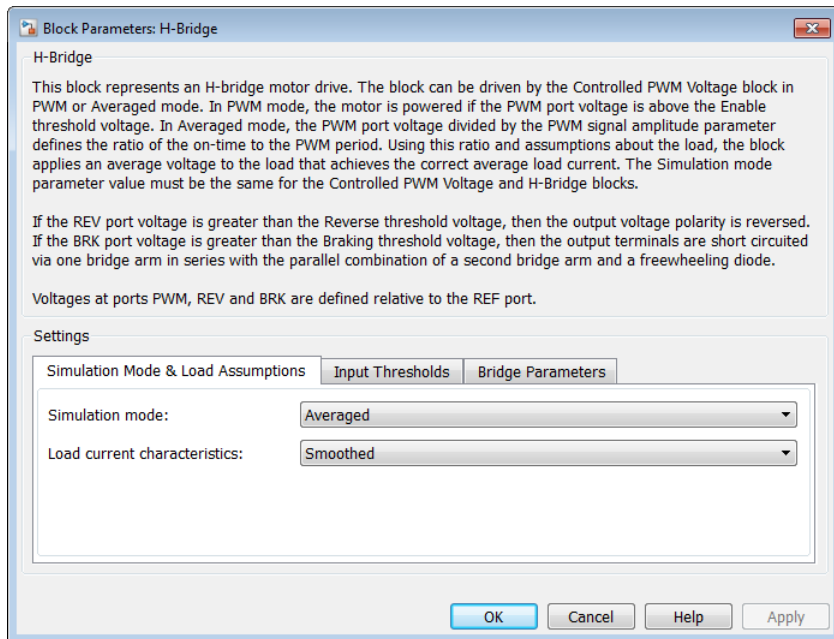 Block Parameters: H-Bridge
H-Bridge
This block represents an H-bridge motor drive. The block can be driven by the Controlled PWM Voltage block in
PWM or Averaged mode. In PWM mode, the motor is powered if the PWM port voltage is above the Enable
threshold voltage. In Averaged mode, the PWM port voltage divided by the PWM signal amplitude parameter
defines the ratio of the on-time to the PWM period. Using this ratio and assumptions about the load, the block
applies an average voltage to the load that achieves the correct average load current. The Simulation mode
parameter value must be the same for the Controlled PWM Voltage and H-Bridge blocks.
If the REV port voltage is greater than the Reverse threshold voltage, then the output voltage polarity is reversed.
If the BRK port voltage is greater than the Braking threshold voltage, then the output terminals are short circuited
via one bridge arm in series with the parallel combination of a second bridge arm and a freewheeling diode.
Voltages at ports PWM, REV and BRK are defined relative to the REF port.
Settings
Simulation Mode & Load Assumptions Input Thresholds Bridge Parameters
Simulation mode: Averaged
Load current characteristics: Smoothed
OK Cancel Help Apply